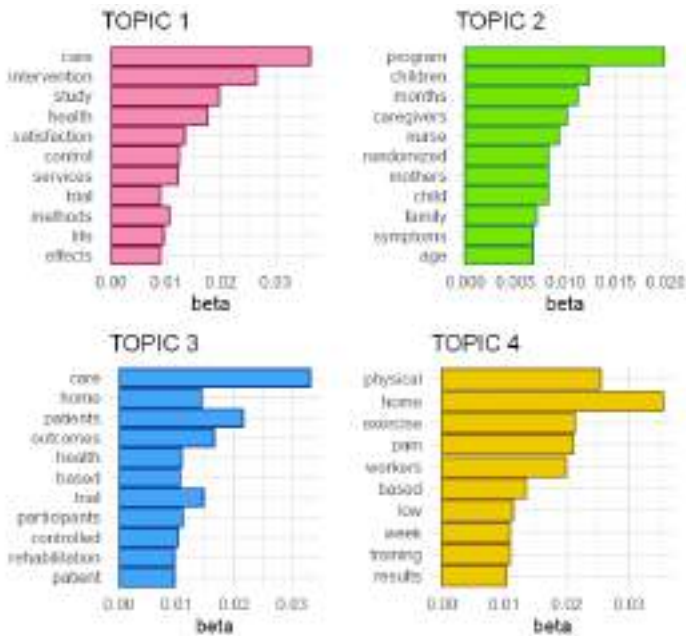 TOPIC 1
care
intervention
study
health
satisfaction
control
services
trial
methods
life
effects
0.00 0.01 0.02 0.03
beta
TOPIC 2
program
children
months
caregivers
nurse
randomized
mothers
child
family
symptoms
age
0.000 0.005 0.010 0.015 0.020
beta
TOPIC 3
care
home
patients
outcomes
health
based
trial
participants
controlled
rehabilitation
patient
0.00 0.01 0.02 0.03
beta
TOPIC 4
physical
home
exercise
pain
workers
based
low
week
training
results
0.00 0.01 0.02 0.03
beta